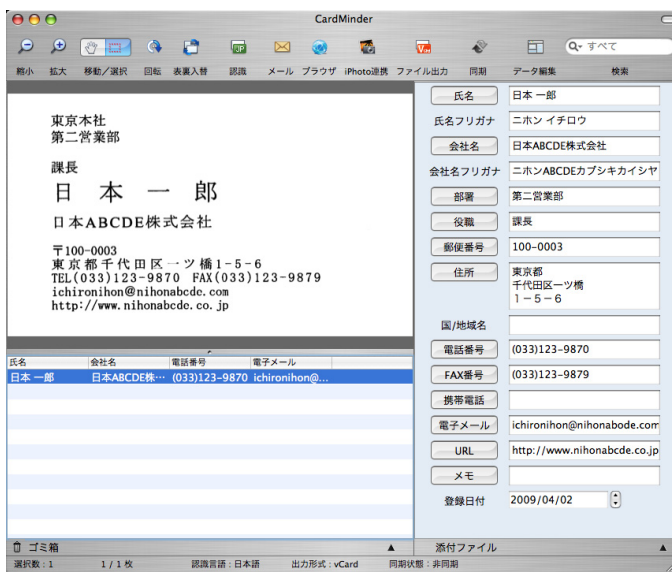 CardMinder
縮小 拡大 移動/選択 回転 表裏入替 認識 メール ブラウザ iPhoto連携 ファイル出力 同期 データ編集 検索
すべて
東京本社
第二営業部
課長
日本一郎
日本ABCDE株式会社
〒100-0003
東京都千代田区一ツ橋1-5-6
TEL(033)123-9870 FAX(033)123-9879
ichironihon@nihonabcde.com
http://www.nihonabcde.co.jp
氏名 会社名 電話番号 電子メール
日本 一郎 日本ABCDE株… (033)123-9870 ichironihon@...
ゴミ箱
氏名 日本 一郎
氏名フリガナ ニホン イチロウ
会社名 日本ABCDE株式会社
会社名フリガナ ニホンABCDEカブシキカイシヤ
部署 第二営業部
役職 課長
郵便番号 100-0003
住所 東京都
千代田区一ツ橋
1-5-6
国/地域名
電話番号 (033)123-9870
FAX番号 (033)123-9879
携帯電話
電子メール ichironihon@nihonabode.com
URL http://www.nihonabcde.co.jp
メモ
登録日付 2009/04/02
添付ファイル
選択数:1 1/1 枚 認識言語:日本語 出力形式:vCard 同期状態:非同期